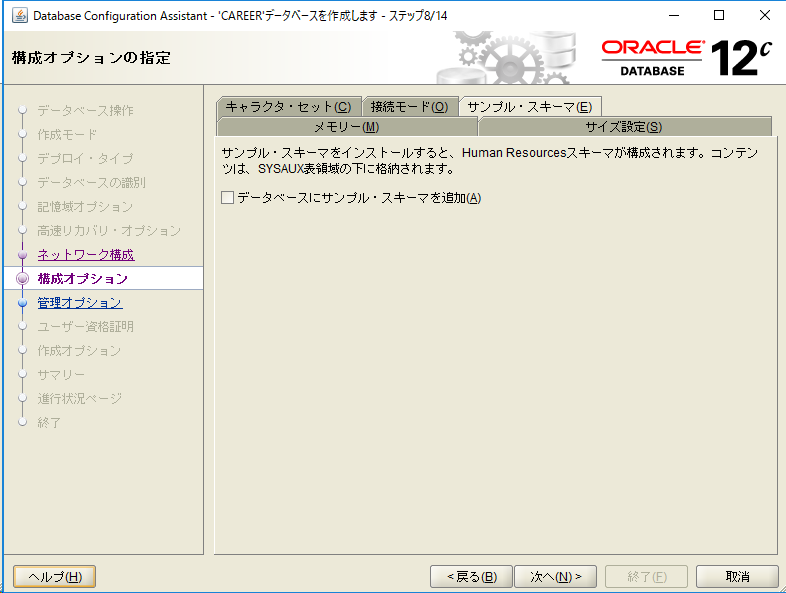 Database Configuration Assistant - 'CAREER'データベースを作成します - ステップ8/14
構成オプションの指定
ORACLE®
DATABASE
12c
データベース操作
作成モード
デプロイ・タイプ
データベースの識別
記憶域オプション
高速リカバリ・オプション
ネットワーク構成
構成オプション
管理オプション
ユーザー資格証明
作成オプション
サマリー
進行状況ページ
終了
キャラクタ・セット(C) 接続モード(O) サンプル・スキーマ(E)
メモリー(M) サイズ設定(S)
サンプル・スキーマをインストールすると、Human Resourcesスキーマが構成されます。コンテン
ツは、SYSAUX表領域の下に格納されます。
データベースにサンプル・スキーマを追加(A)
ヘルプ(H) <戻る(B) 次へ(N)> 終了(F) 取消